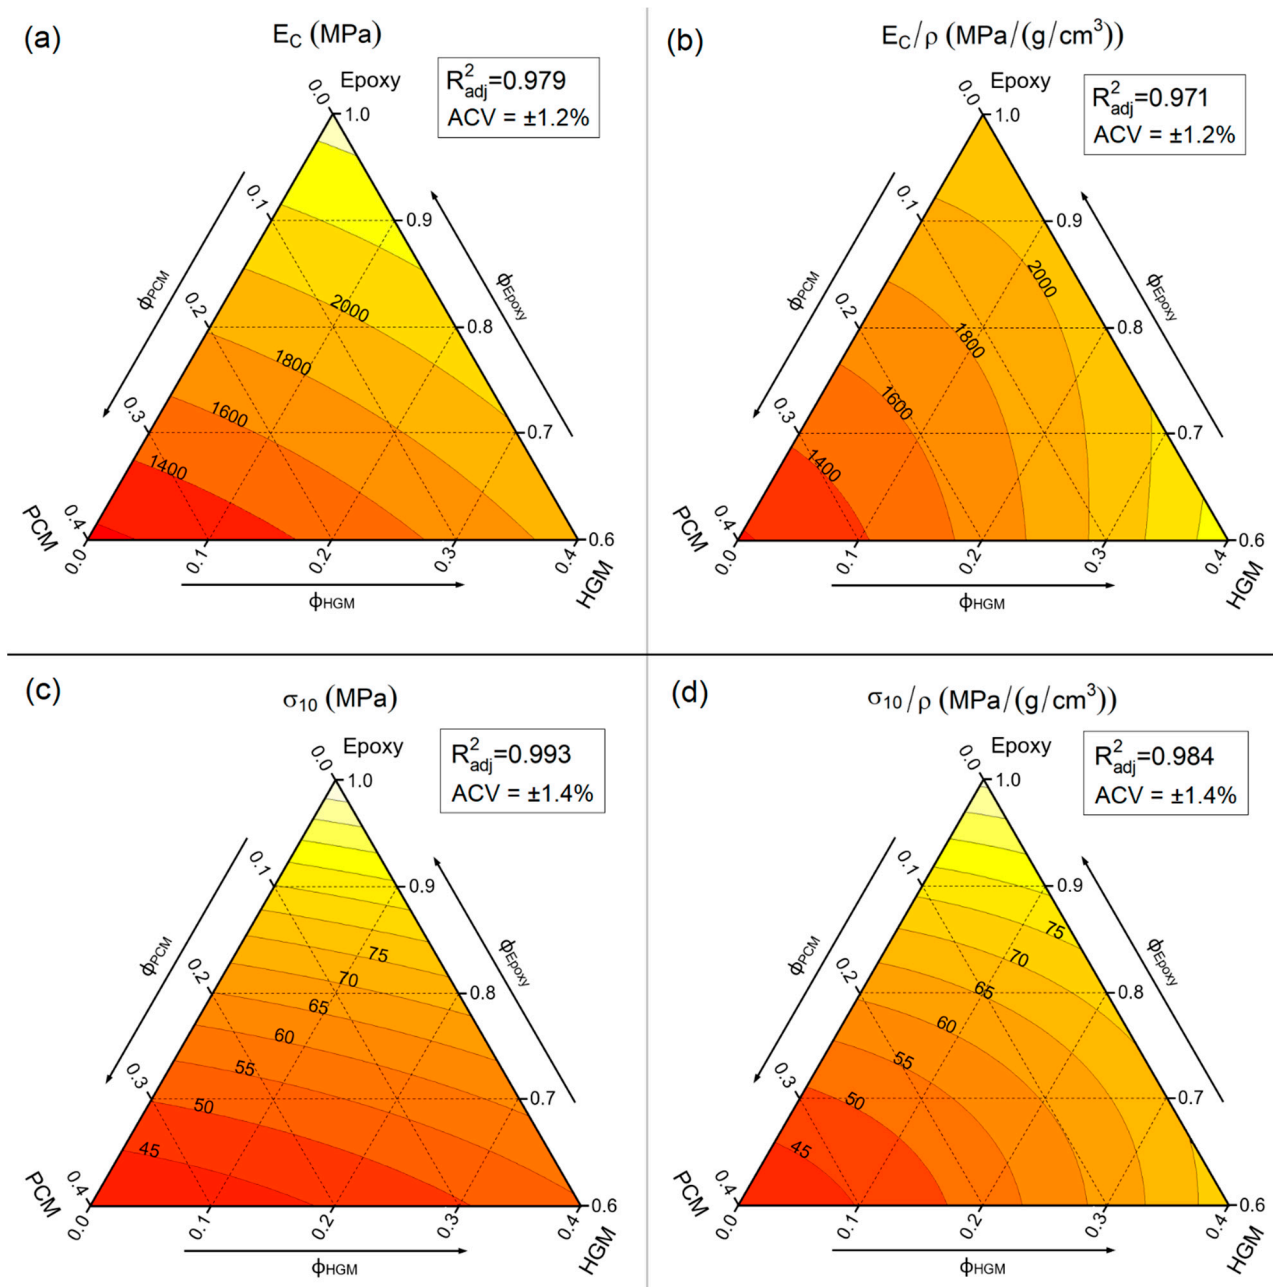 (a)
E_C (MPa)
R²adj=0.979
ACV = ±1.2%
Epoxy
0.0
1.0
0.1
0.9
ϕPCM
ϕEpoxy
0.2
2000
0.8
1800
0.3
1600
0.7
1400
PCM
0.4
0.6
0.0
0.1
0.2
0.3
0.4
HGM
ϕHGM
(b)
E_C/ρ (MPa/(g/cm³))
R²adj=0.971
ACV = ±1.2%
Epoxy
0.0
1.0
0.1
0.9
2000
ϕPCM
ϕEpoxy
0.2
0.8
1800
0.3
1600
0.7
1400
PCM
0.4
0.6
0.0
0.1
0.2
0.3
0.4
HGM
ϕHGM
(c)
σ₁₀ (MPa)
R²adj=0.993
ACV = ±1.4%
Epoxy
0.0
1.0
0.1
0.9
ϕPCM
ϕEpoxy
75
0.2
70
0.8
65
60
55
0.3
50
0.7
45
PCM
0.4
0.6
0.0
0.1
0.2
0.3
0.4
HGM
ϕHGM
(d)
σ₁₀/ρ (MPa/(g/cm³))
R²adj=0.984
ACV = ±1.4%
Epoxy
0.0
1.0
0.1
0.9
75
ϕPCM
ϕEpoxy
70
0.2
65
0.8
60
55
0.3
50
0.7
45
PCM
0.4
0.6
0.0
0.1
0.2
0.3
0.4
HGM
ϕHGM